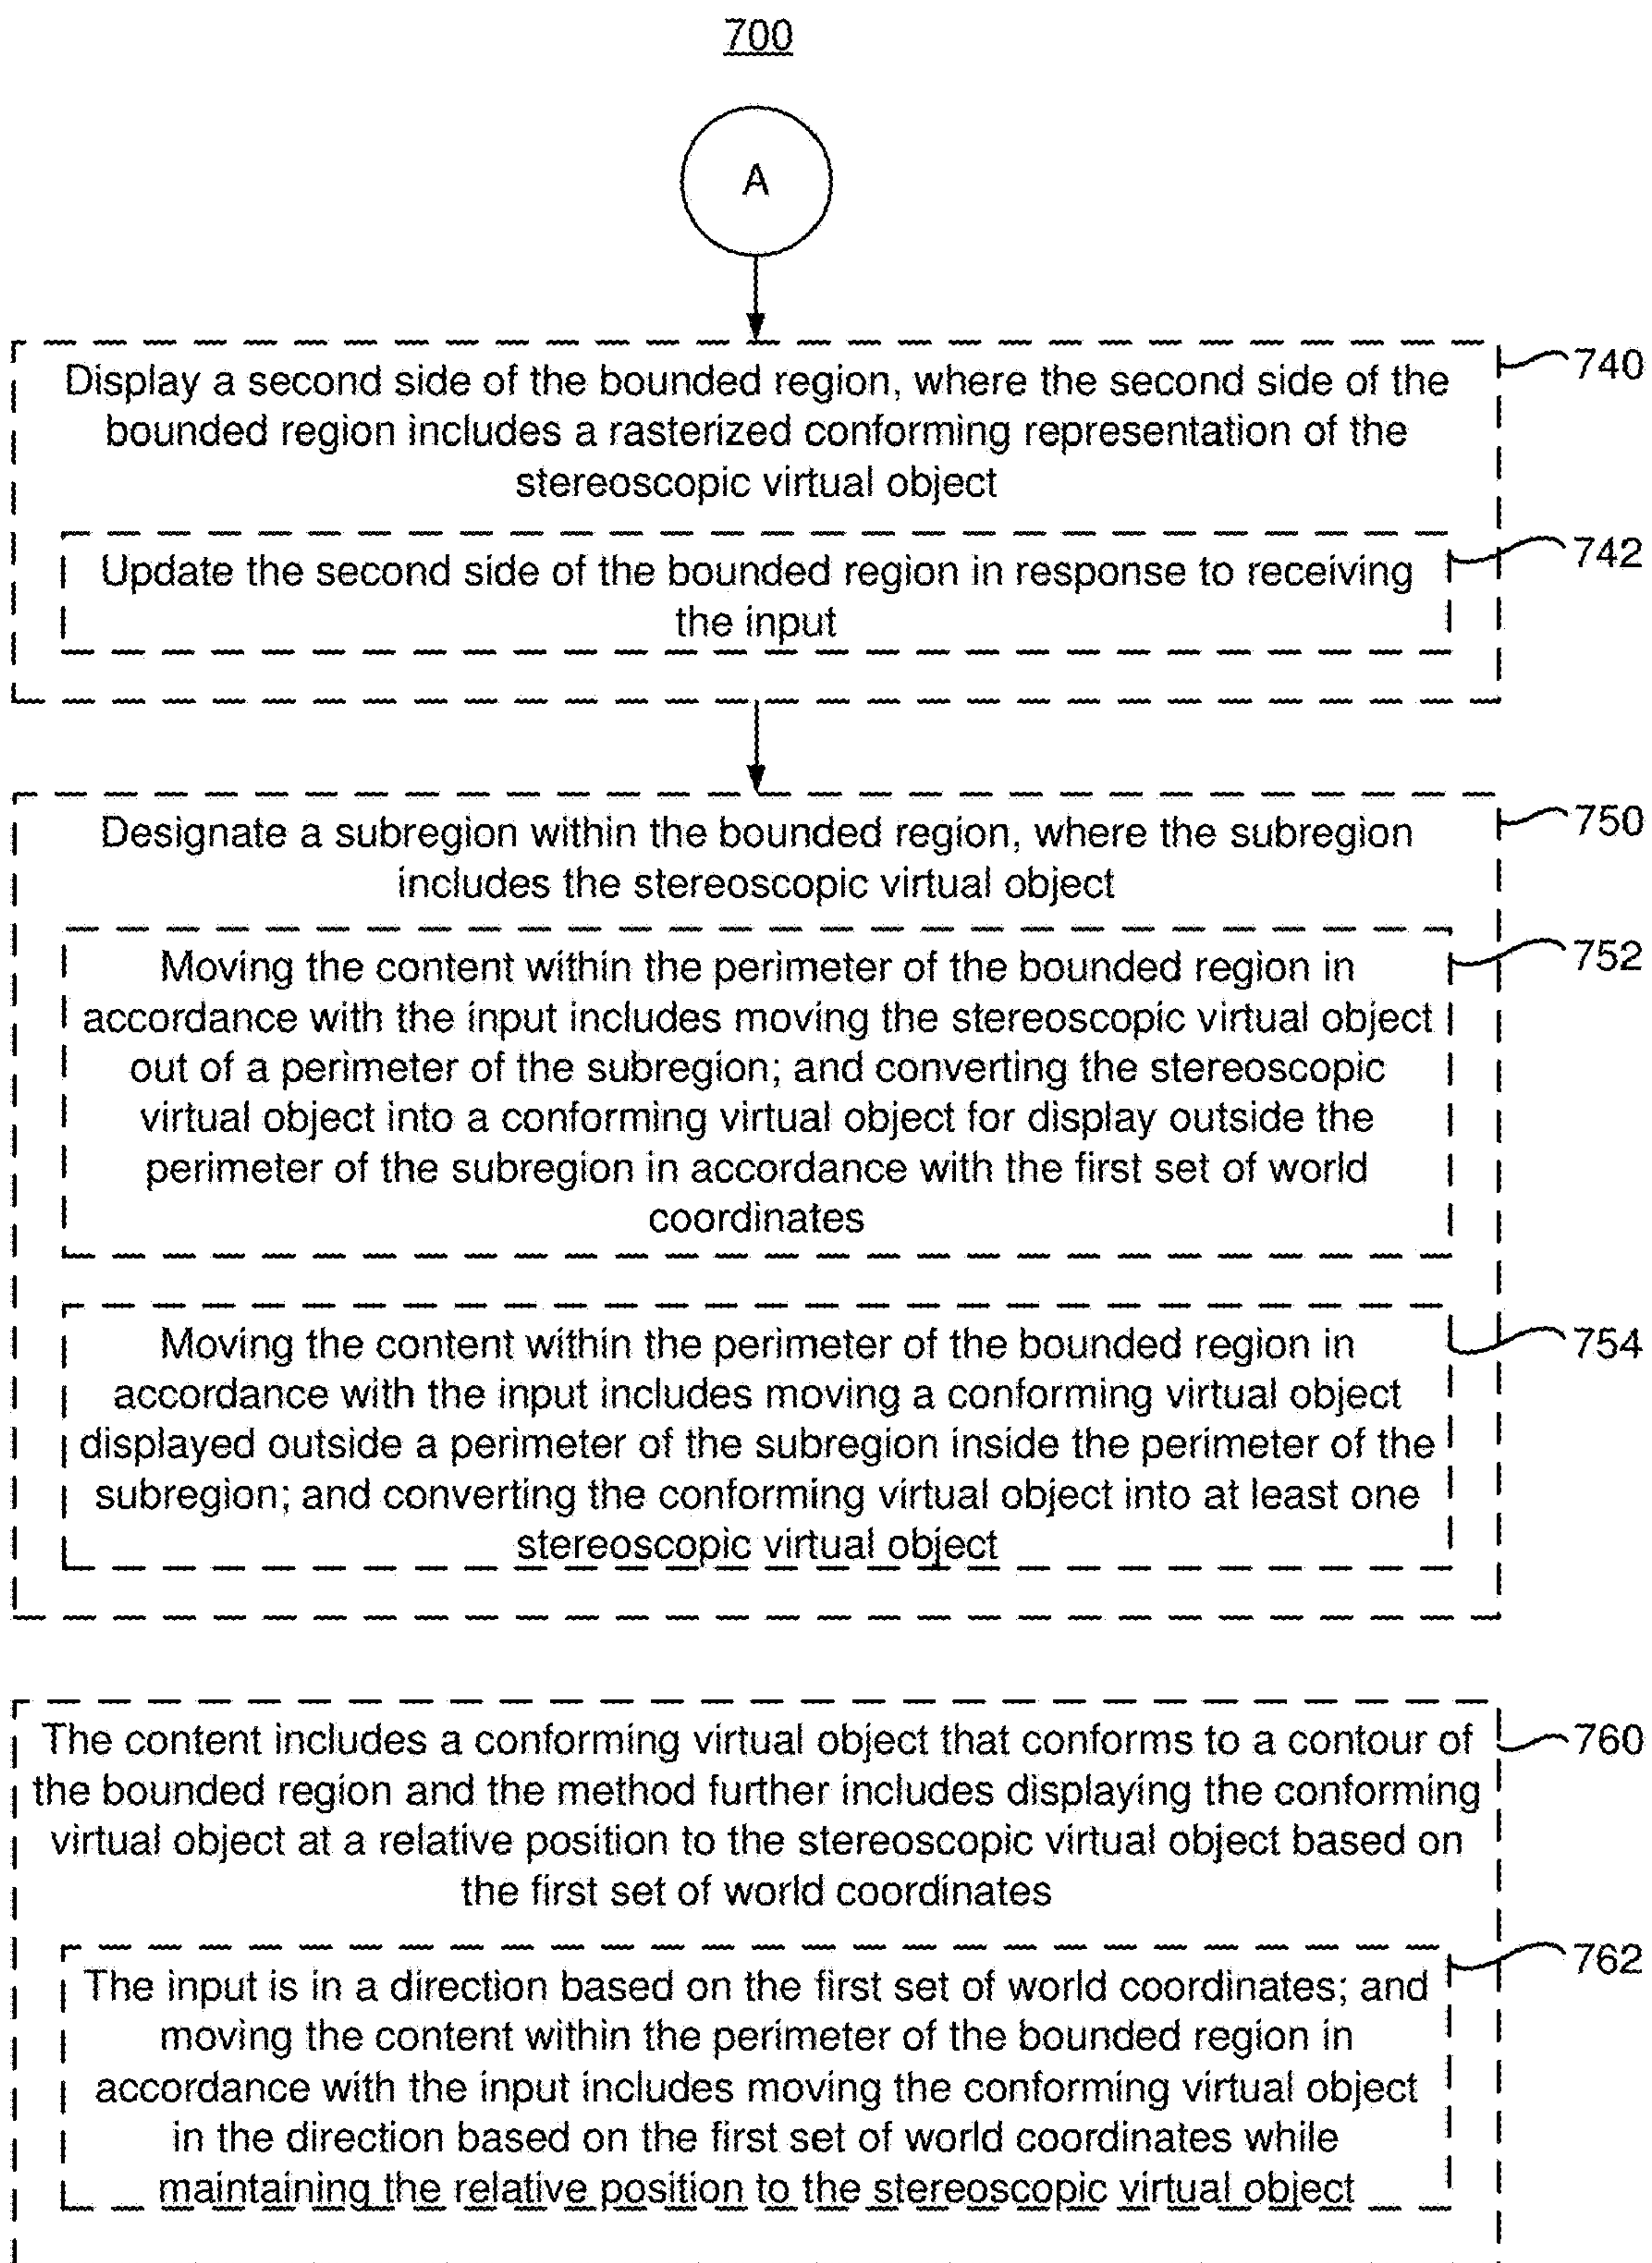 700
A
Display a second side of the bounded region, where the second side of the
bounded region includes a rasterized conforming representation of the
stereoscopic virtual object
740
Update the second side of the bounded region in response to receiving
the input
742
Designate a subregion within the bounded region, where the subregion
includes the stereoscopic virtual object
750
Moving the content within the perimeter of the bounded region in
accordance with the input includes moving the stereoscopic virtual object
out of a perimeter of the subregion; and converting the stereoscopic
virtual object into a conforming virtual object for display outside the
perimeter of the subregion in accordance with the first set of world
coordinates
752
Moving the content within the perimeter of the bounded region in
accordance with the input includes moving a conforming virtual object
displayed outside a perimeter of the subregion inside the perimeter of the
subregion; and converting the conforming virtual object into at least one
stereoscopic virtual object
754
The content includes a conforming virtual object that conforms to a contour of
the bounded region and the method further includes displaying the conforming
virtual object at a relative position to the stereoscopic virtual object based on
the first set of world coordinates
760
The input is in a direction based on the first set of world coordinates; and
moving the content within the perimeter of the bounded region in
accordance with the input includes moving the conforming virtual object
in the direction based on the first set of world coordinates while
maintaining the relative position to the stereoscopic virtual object
762